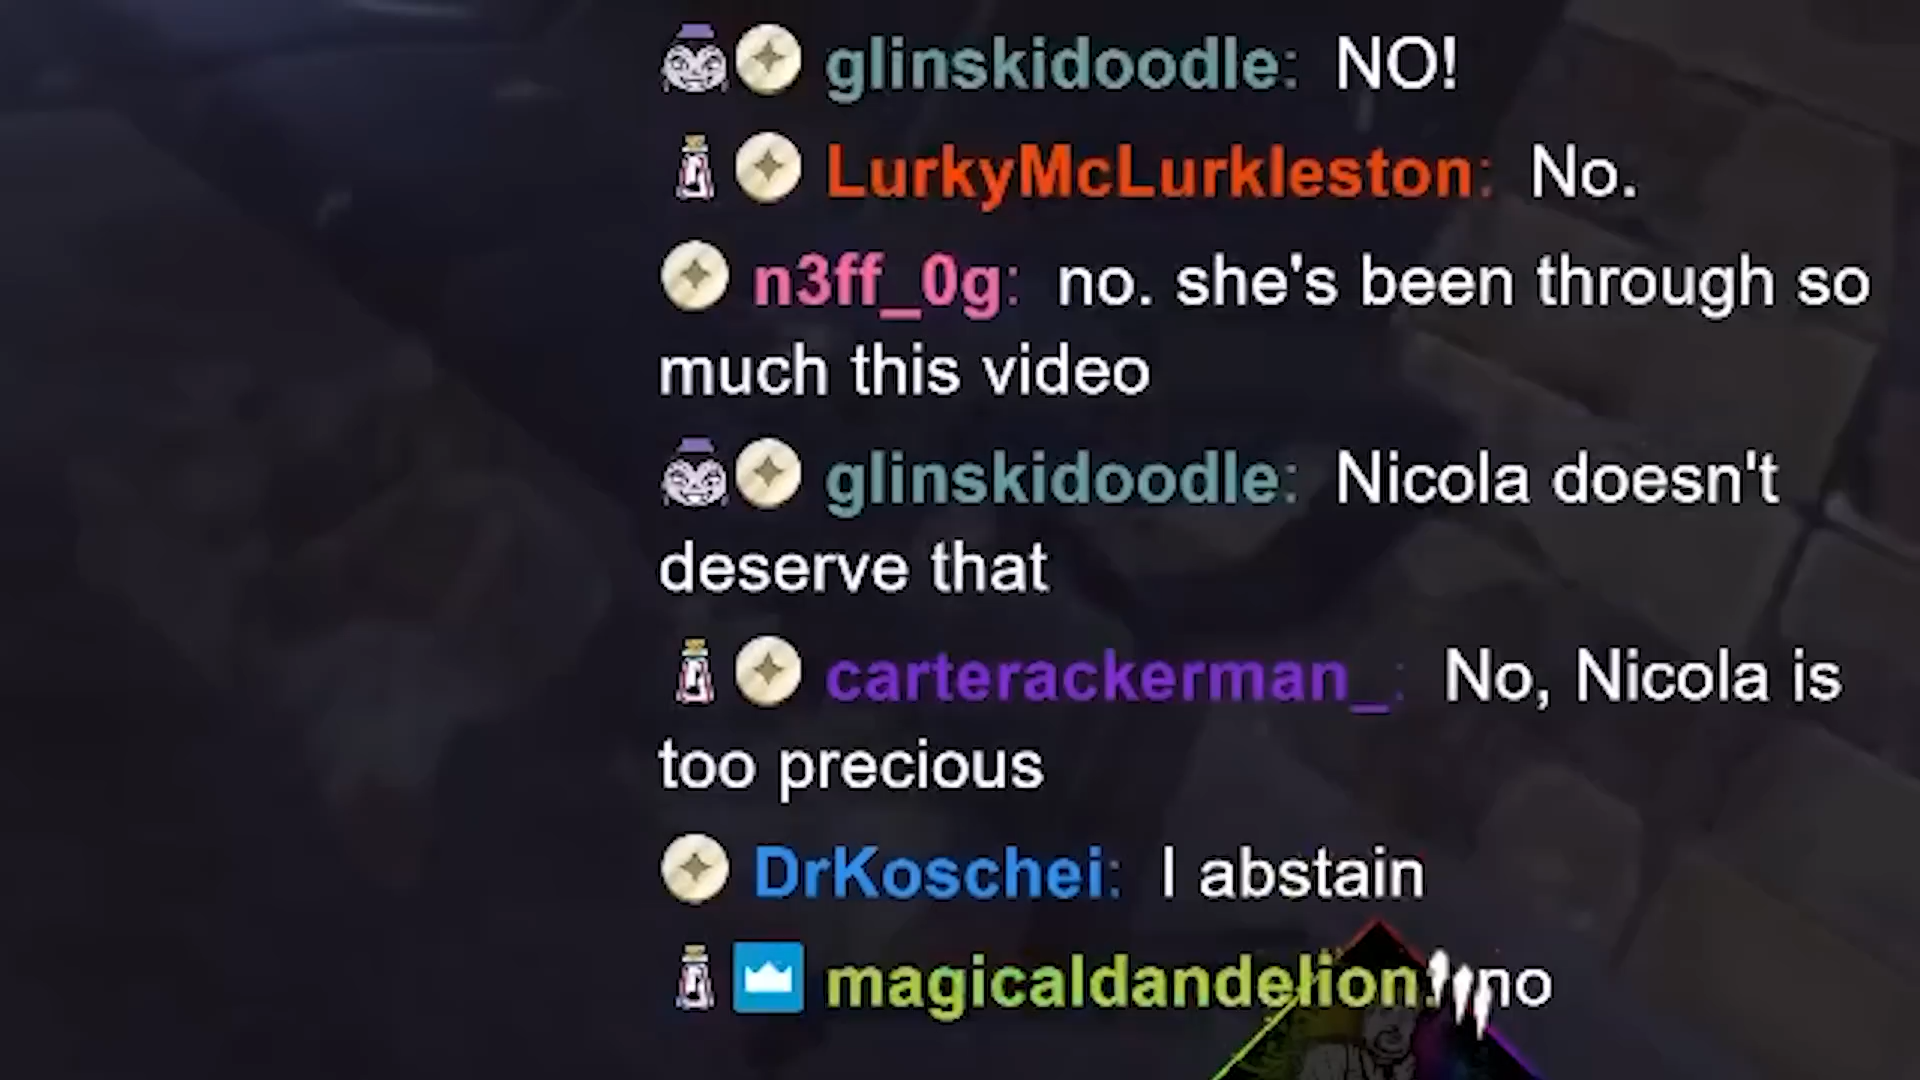 glinskidoodle: NO!
LurkyMcLurkleston: No.
n3ff_0g: no. she's been through so
much this video
glinskidoodle: Nicola doesn't
deserve that
carterackerman_: No, Nicola is
too precious
DrKoschei: I abstain
magicaldandelion: no